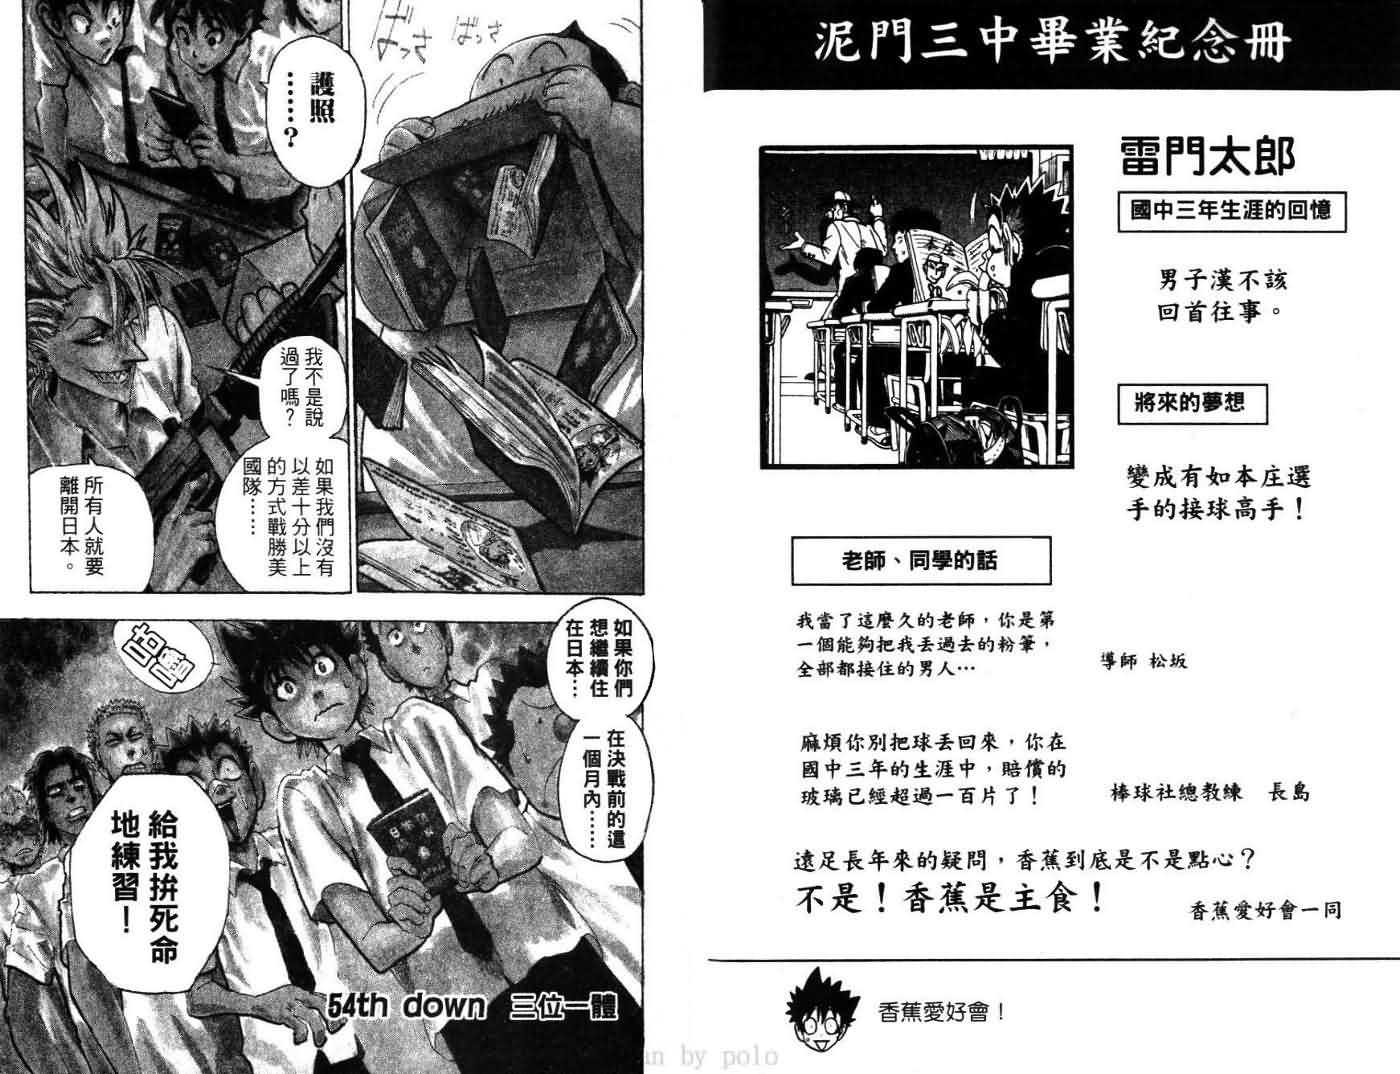 泥門三中畢業紀念冊
雷門太郎
國中三年生涯的回憶
男子漢不該
回首往事。
將來的夢想
變成有如本庄選
手的接球高手！
老師、同學的話
我當了這麼久的老師，你是第
一個能夠把我丟過去的粉筆，
全部都接住的男人…
導師 松坂
麻煩你別把球丟回來，你在
國中三年的生涯中，賠償的
玻璃已經超過一百片了！
棒球社總教練　長島
遠足長年來的疑問，香蕉到底是不是點心？
不是！香蕉是主食！
香蕉愛好會一同
香蕉愛好會！
ばっさ
ばっさ
護照
……？
我不是說
過了嗎？
如果我們沒有
以差十分以上
的方式戰勝美
國隊……
所有人就要
離開日本。
如果你們
想繼續住
在日本…
在決戰前的這
一個月內……
咕嚕
給我拚死命
地練習！
54th down 三位一體
an by polo